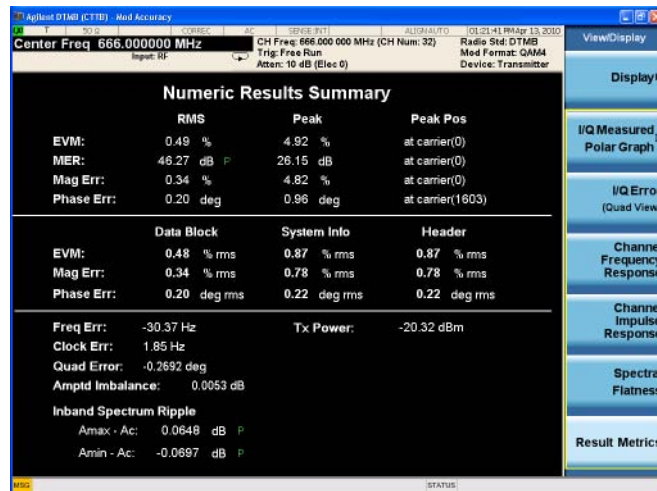 Agilent DTMB (CTTB) - Mod Accuracy
T 50 Ω CORREC AC SENSE:INT ALIGNAUTO 01:21:41 PM Apr 13, 2010
Center Freq 666.000000 MHz
Input: RF
CH Freq: 666.000 000 MHz (CH Num: 32)
Trig: Free Run
Atten: 10 dB (Elec 0)
Radio Std: DTMB
Mod Format: QAM4
Device: Transmitter
Numeric Results Summary
RMS Peak Peak Pos
EVM: 0.49 % 4.92 % at carrier(0)
MER: 46.27 dB P 26.15 dB at carrier(0)
Mag Err: 0.34 % 4.82 % at carrier(0)
Phase Err: 0.20 deg 0.96 deg at carrier(1603)
Data Block System Info Header
EVM: 0.48 % rms 0.87 % rms 0.87 % rms
Mag Err: 0.34 % rms 0.78 % rms 0.78 % rms
Phase Err: 0.20 deg rms 0.22 deg rms 0.22 deg rms
Freq Err: -30.37 Hz Tx Power: -20.32 dBm
Clock Err: 1.85 Hz
Quad Error: -0.2692 deg
Amptd Imbalance: 0.0053 dB
Inband Spectrum Ripple
Amax - Ac: 0.0648 dB P
Amin - Ac: -0.0697 dB P
View/Display
Display
I/Q Measured
Polar Graph
I/Q Erro
(Quad View
Channe
Frequency
Response
Channe
Impulse
Response
Spectra
Flatness
Result Metrics
MSG STATUS